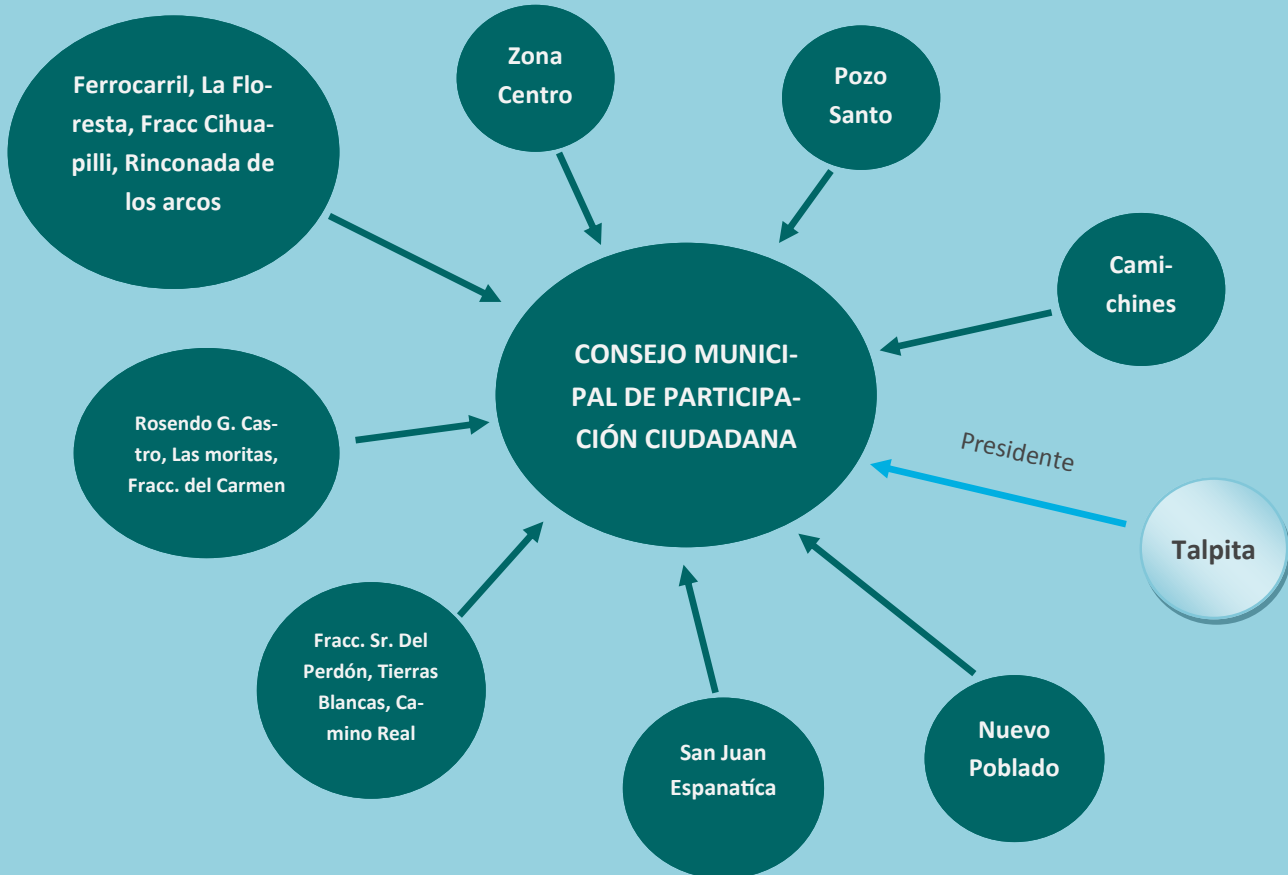 Ferrocarril, La Flo-
resta, Fracc Cihua-
pilli, Rinconada de
los arcos
Zona
Centro
Pozo
Santo
Cami-
chines
CONSEJO MUNICI-
PAL DE PARTICIPA-
CIÓN CIUDADANA
Rosendo G. Cas-
tro, Las moritas,
Fracc. del Carmen
Presidente
Talpita
Fracc. Sr. Del
Perdón, Tierras
Blancas, Ca-
mino Real
San Juan
Espanatíca
Nuevo
Poblado